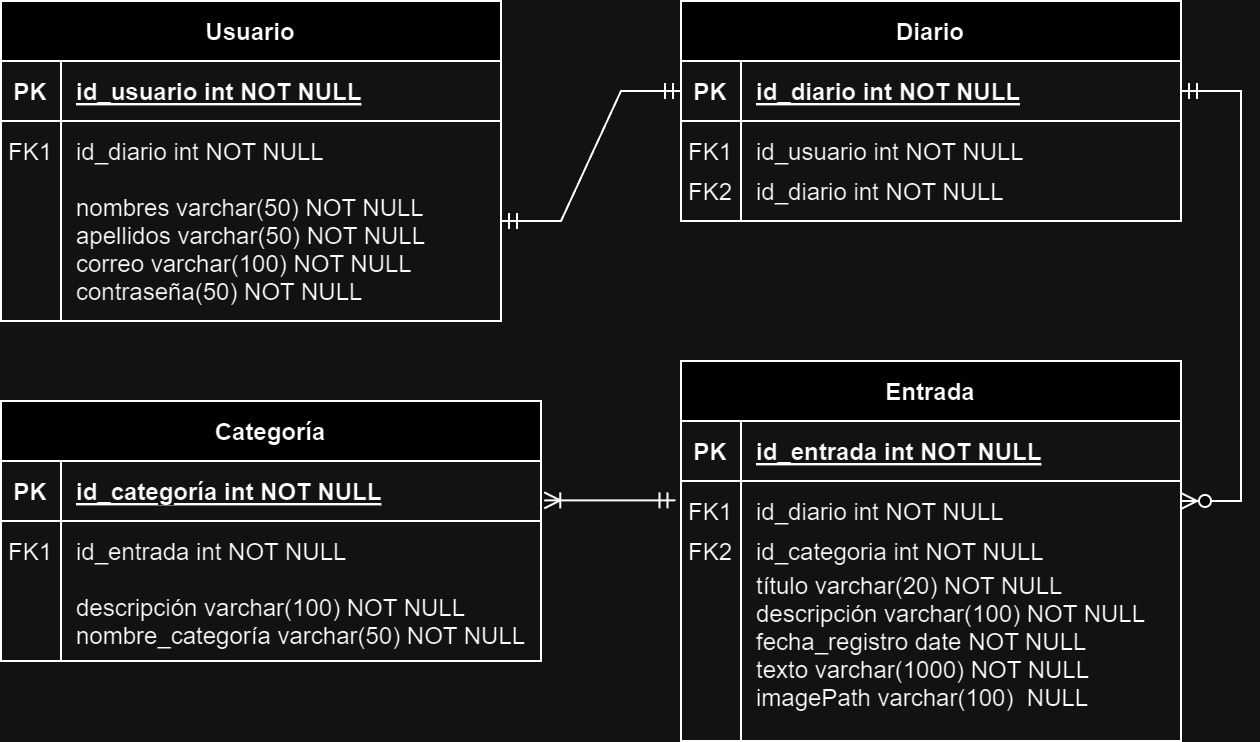 Usuario
PK id_usuario int NOT NULL
FK1 id_diario int NOT NULL
nombres varchar(50) NOT NULL
apellidos varchar(50) NOT NULL
correo varchar(100) NOT NULL
contraseña(50) NOT NULL
Diario
PK id_diario int NOT NULL
FK1 id_usuario int NOT NULL
FK2 id_diario int NOT NULL
Categoría
PK id_categoría int NOT NULL
FK1 id_entrada int NOT NULL
descripción varchar(100) NOT NULL
nombre_categoría varchar(50) NOT NULL
Entrada
PK id_entrada int NOT NULL
FK1 id_diario int NOT NULL
FK2 id_categoria int NOT NULL
título varchar(20) NOT NULL
descripción varchar(100) NOT NULL
fecha_registro date NOT NULL
texto varchar(1000) NOT NULL
imagePath varchar(100)  NULL